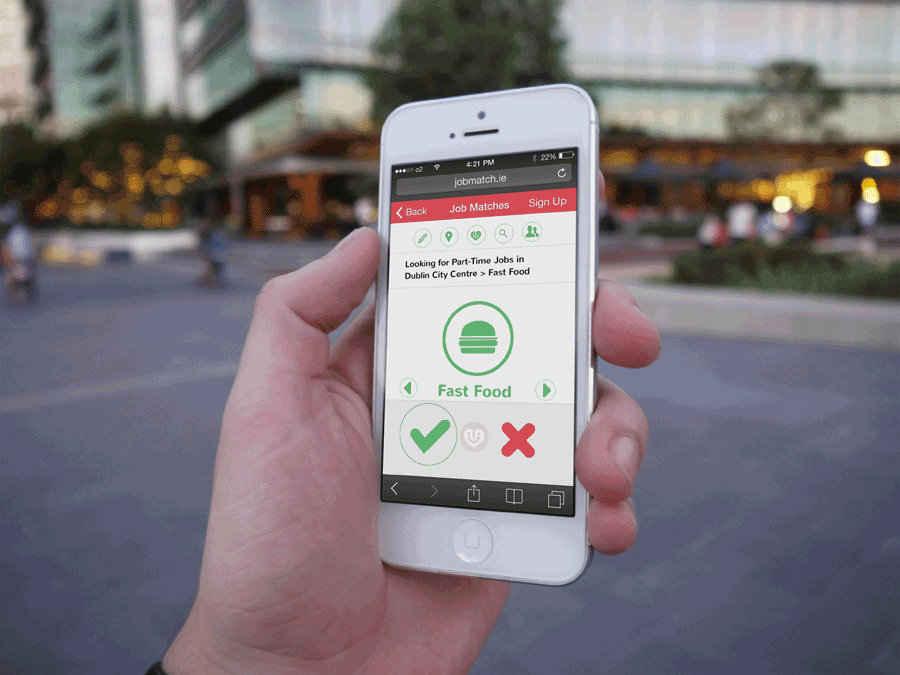 o2 4:21 PM 22%
jobmatch.ie
Back Job Matches Sign Up
Looking for Part-Time Jobs in
Dublin City Centre > Fast Food
Fast Food